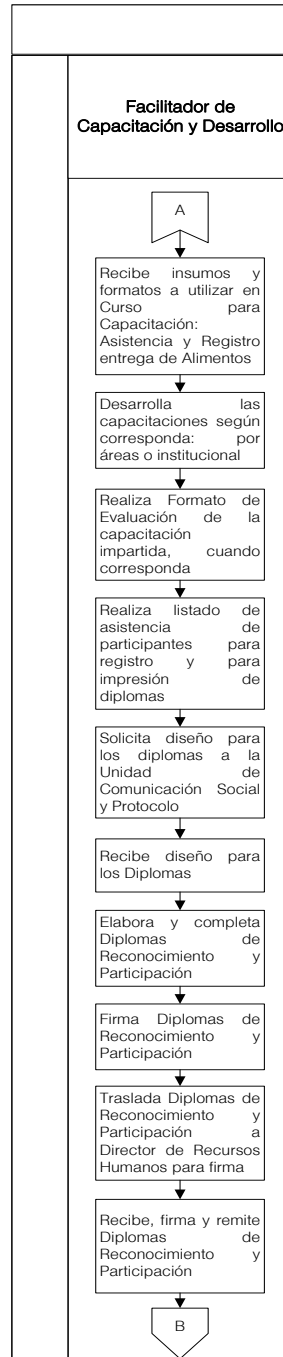 Facilitador de
Capacitación y Desarrollo
A
Recibe insumos y
formatos a utilizar en
Curso para
Capacitación:
Asistencia y Registro
entrega de Alimentos
Desarrolla las
capacitaciones según
corresponda: por
áreas o institucional
Realiza Formato de
Evaluación de la
capacitación
impartida, cuando
corresponda
Realiza listado de
asistencia de
participantes para
registro y para
impresión de
diplomas
Solicita diseño para
los diplomas a la
Unidad de
Comunicación Social
y Protocolo
Recibe diseño para
los Diplomas
Elabora y completa
Diplomas de
Reconocimiento y
Participación
Firma Diplomas de
Reconocimiento y
Participación
Traslada Diplomas de
Reconocimiento y
Participación a
Director de Recursos
Humanos para firma
Recibe, firma y remite
Diplomas de
Reconocimiento y
Participación
B